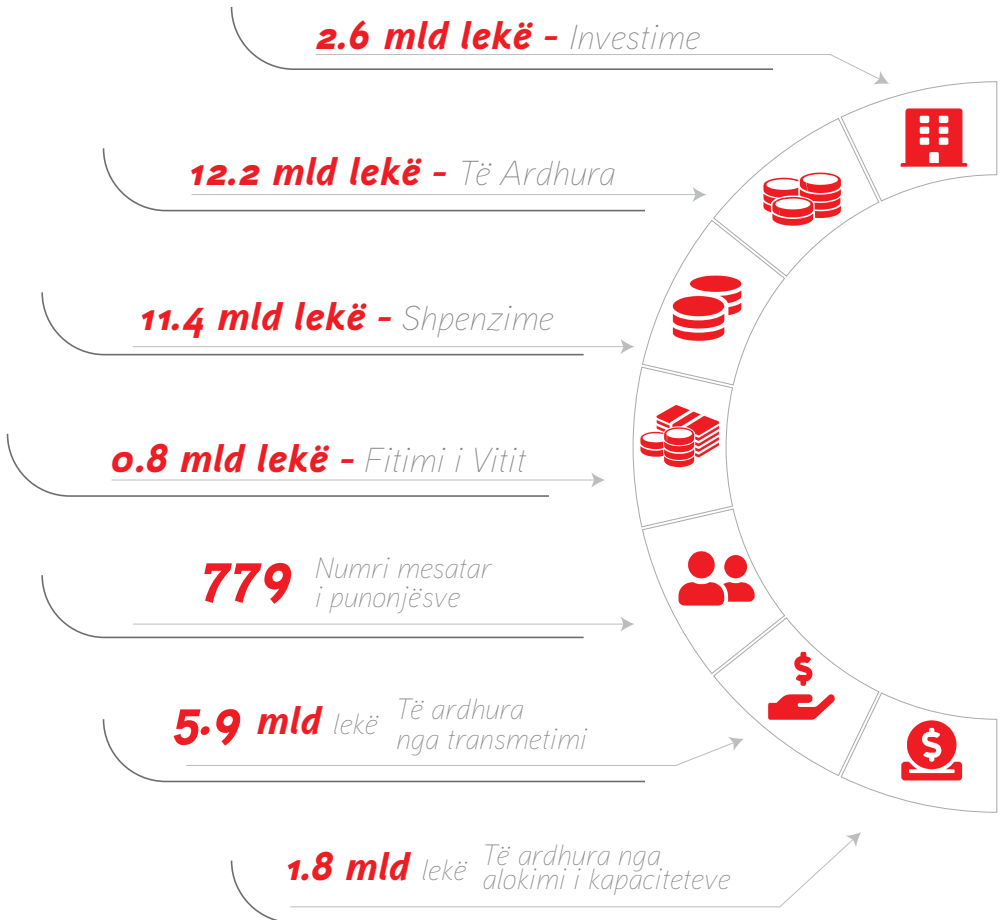 2.6 mld lekë - Investime
12.2 mld lekë - Të Ardhura
11.4 mld lekë - Shpenzime
0.8 mld lekë - Fitimi i Vitit
779 Numri mesatar
i punonjësve
5.9 mld lekë Të ardhura
nga transmetimi
1.8 mld lekë Të ardhura nga
alokimi i kapaciteteve